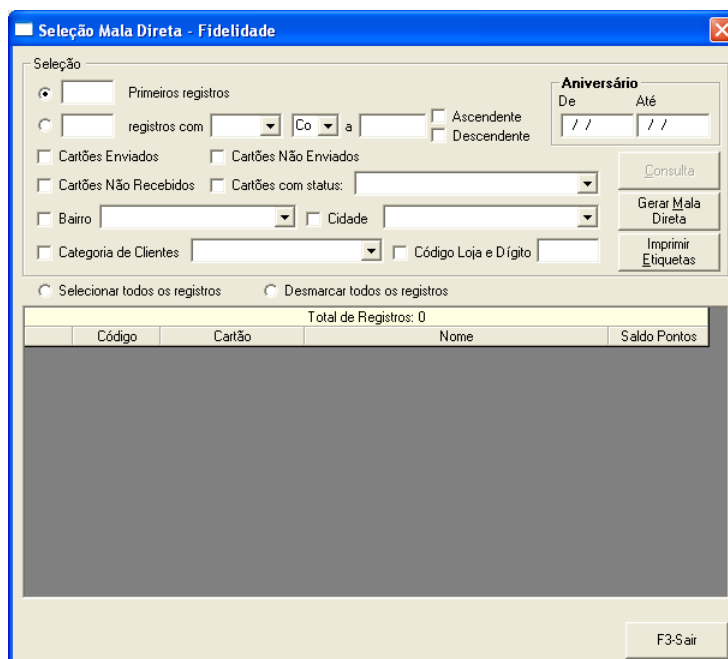 Seleção Mala Direta - Fidelidade
Seleção
Primeiros registros
registros com Co a
Ascendente
Descendente
Aniversário
De Até
/ / / /
Cartões Enviados Cartões Não Enviados
Cartões Não Recebidos Cartões com status:
Bairro Cidade
Categoria de Clientes Código Loja e Dígito
Consulta
Gerar Mala
Direta
Imprimir
Etiquetas
Selecionar todos os registros Desmarcar todos os registros
Total de Registros: 0
Código Cartão Nome Saldo Pontos
F3-Sair